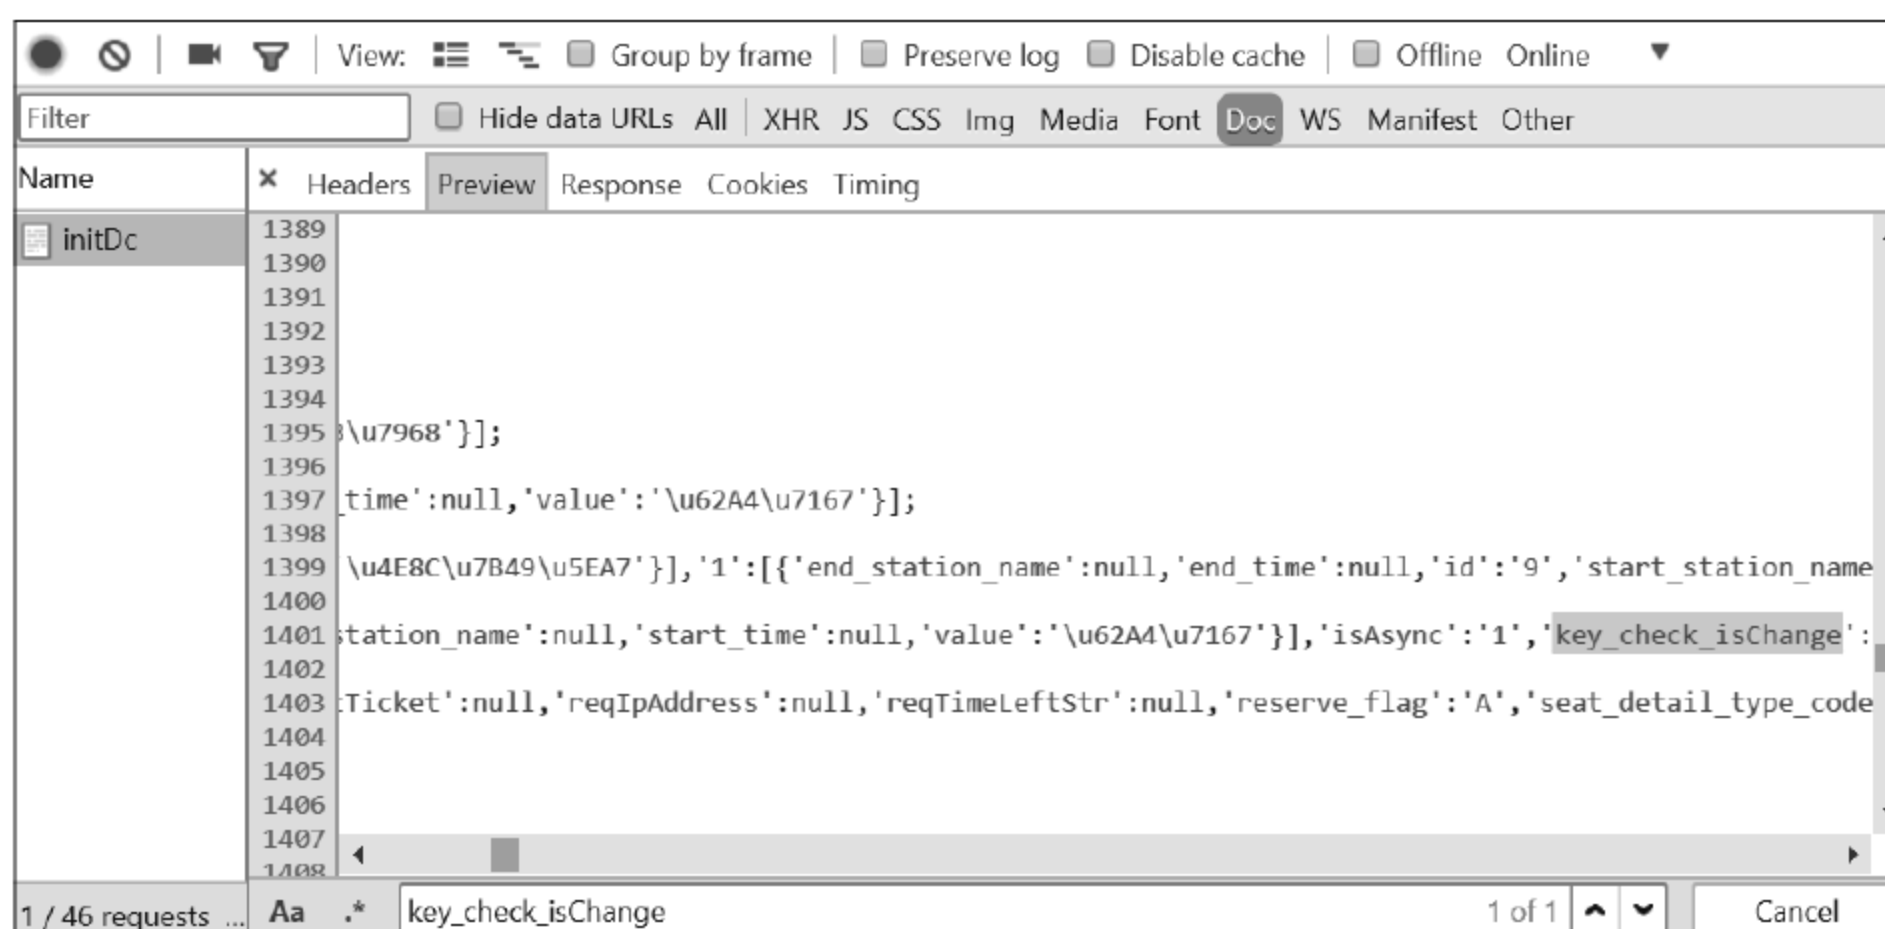 View: Group by frame Preserve log Disable cache Offline Online
Filter Hide data URLs All XHR JS CSS Img Media Font Doc WS Manifest Other
Name × Headers Preview Response Cookies Timing
initDc
1389
1390
1391
1392
1393
1394
1395 \u7968'}];
1396
1397 _time':null,'value':'\u62A4\u7167'}];
1398
1399 \u4E8C\u7B49\u5EA7'}],'1':[{'end_station_name':null,'end_time':null,'id':'9','start_station_name
1400
1401 station_name':null,'start_time':null,'value':'\u62A4\u7167'}],'isAsync':'1','key_check_isChange':
1402
1403 Ticket':null,'reqIpAddress':null,'reqTimeLeftStr':null,'reserve_flag':'A','seat_detail_type_code
1404
1405
1406
1407
1408
1 / 46 requests ... Aa .* key_check_isChange 1 of 1 Cancel